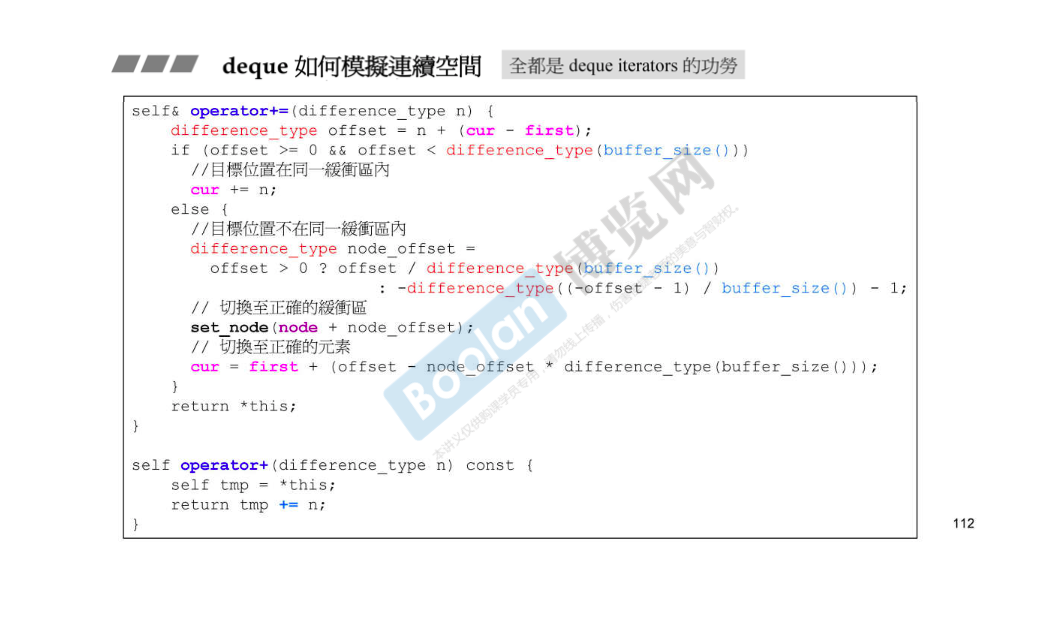 deque 如何模擬連續空間 全都是 deque iterators 的功勞
self& operator+=(difference_type n) {
difference_type offset = n + (cur - first);
if (offset >= 0 && offset < difference_type(buffer_size()))
//目標位置在同一緩衝區內
cur += n;
else {
//目標位置不在同一緩衝區內
difference_type node_offset =
offset > 0 ? offset / difference_type(buffer_size())
: -difference_type((-offset - 1) / buffer_size()) - 1;
// 切換至正確的緩衝區
set_node(node + node_offset);
// 切換至正確的元素
cur = first + (offset - node_offset * difference_type(buffer_size()));
}
return *this;
}
self operator+(difference_type n) const {
self tmp = *this;
return tmp += n;
}
112
Boolan 博览网